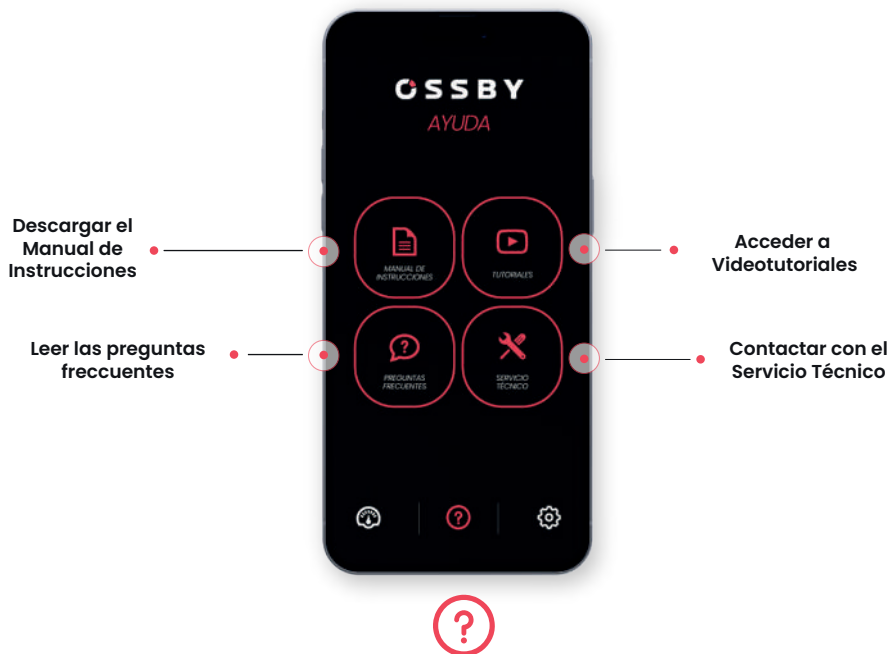 OSSBY
AYUDA
Descargar el
Manual de
Instrucciones
MANUAL DE
INSTRUCCIONES
TUTORIALES
Acceder a
Videotutoriales
Leer las preguntas
freccuentes
PREGUNTAS
FRECUENTES
SERVICIO
TÉCNICO
Contactar con el
Servicio Técnico